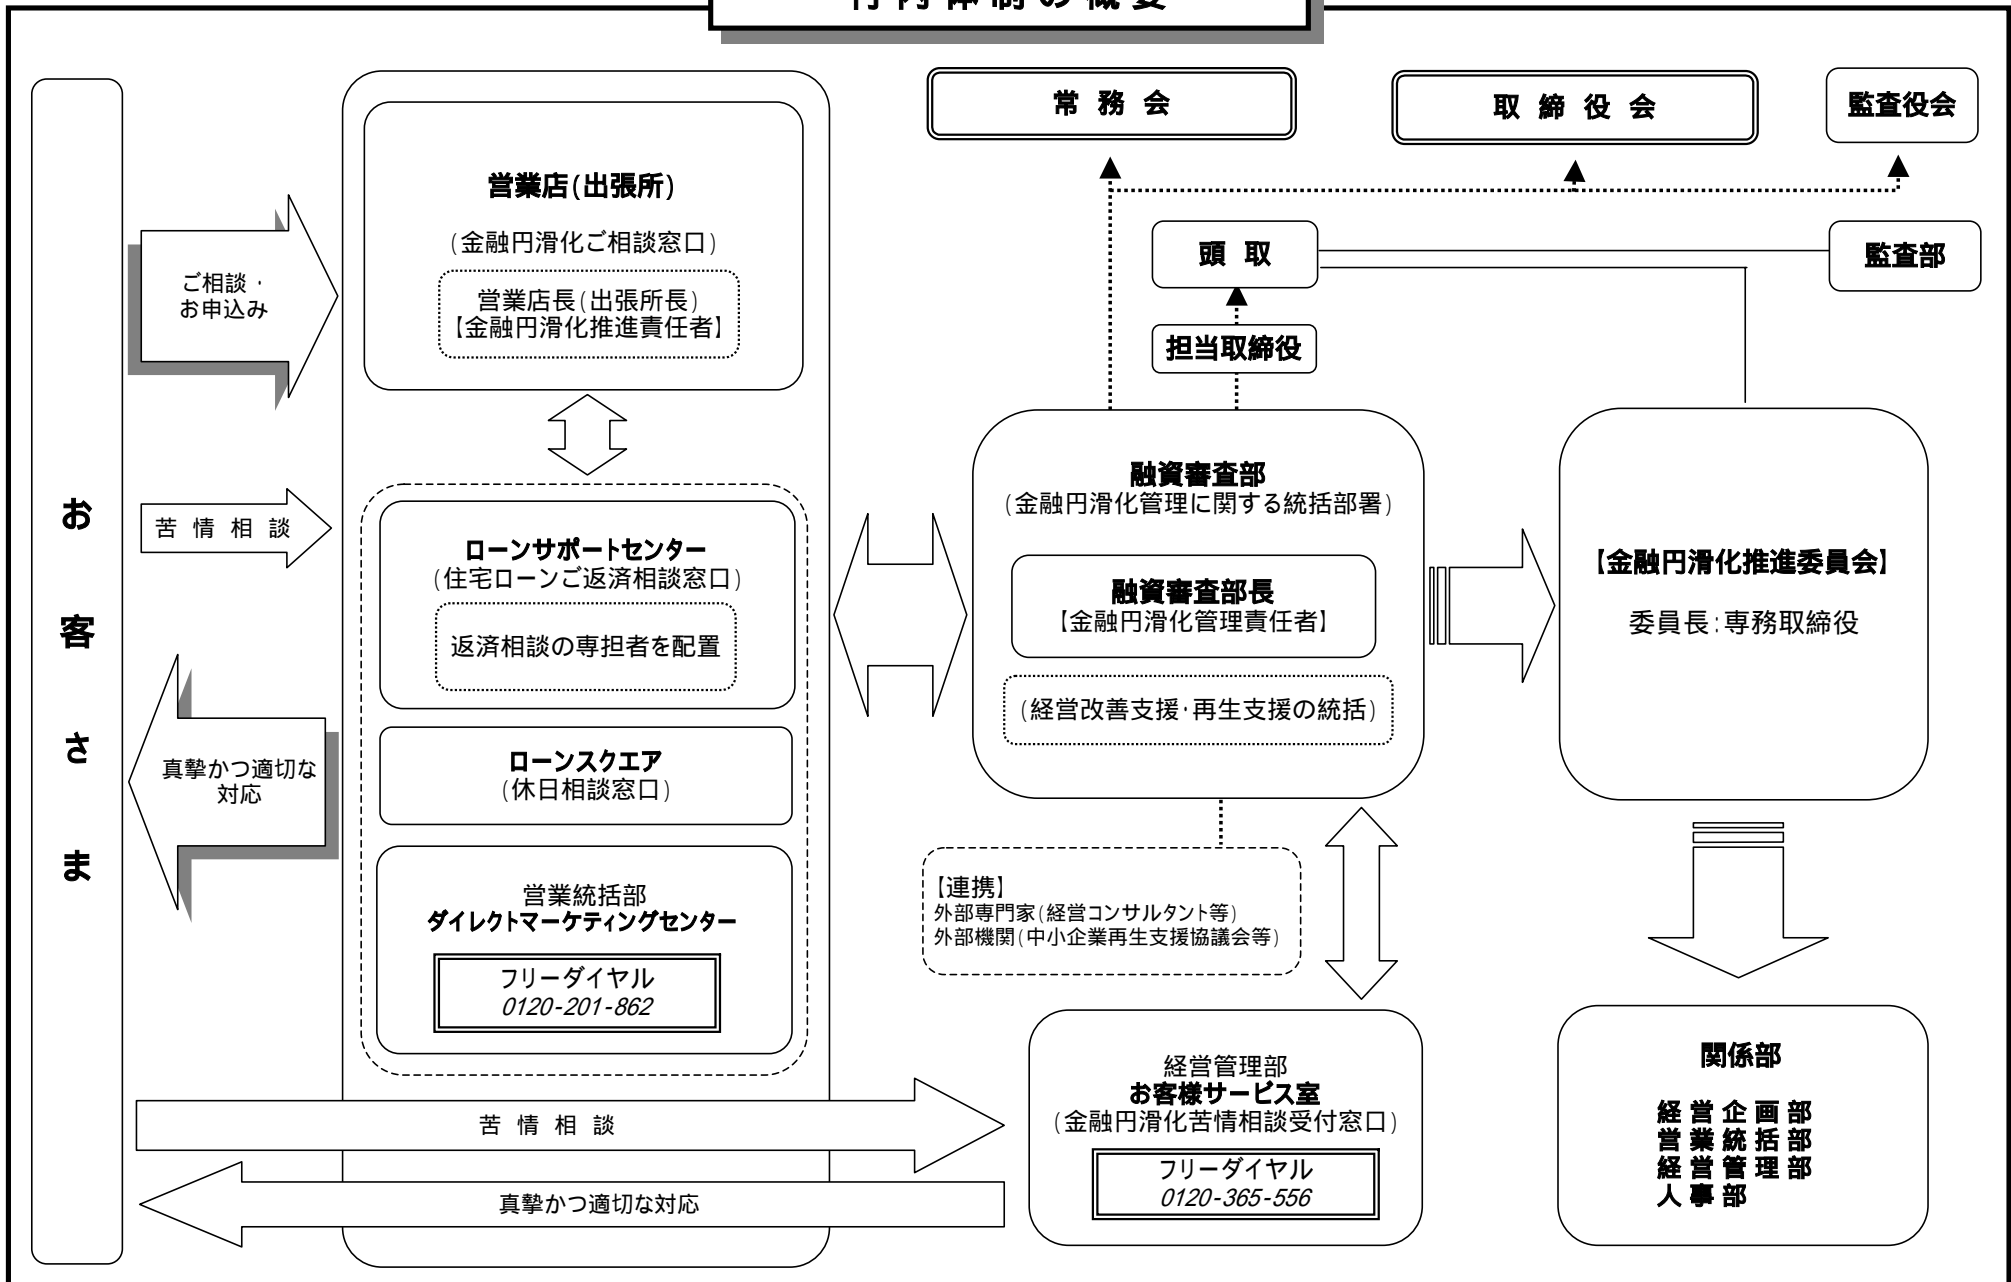 行内体制の概要
常務会
取締役会
監査役会
営業店(出張所)
(金融円滑化ご相談窓口)
営業店長(出張所長)
【金融円滑化推進責任者】
頭取
監査部
担当取締役
お客さま
ご相談・
お申込み
苦情相談
真摯かつ適切な
対応
ローンサポートセンター
(住宅ローンご返済相談窓口)
返済相談の専担者を配置
ローンスクエア
(休日相談窓口)
営業統括部
ダイレクトマーケティングセンター
フリーダイヤル
0120-201-862
融資審査部
(金融円滑化管理に関する統括部署)
融資審査部長
【金融円滑化管理責任者】
(経営改善支援・再生支援の統括)
【金融円滑化推進委員会】
委員長:専務取締役
【連携】
外部専門家(経営コンサルタント等)
外部機関(中小企業再生支援協議会等)
苦情相談
真摯かつ適切な対応
経営管理部
お客様サービス室
(金融円滑化苦情相談受付窓口)
フリーダイヤル
0120-365-556
関係部
経営企画部
営業統括部
経営管理部
人事部